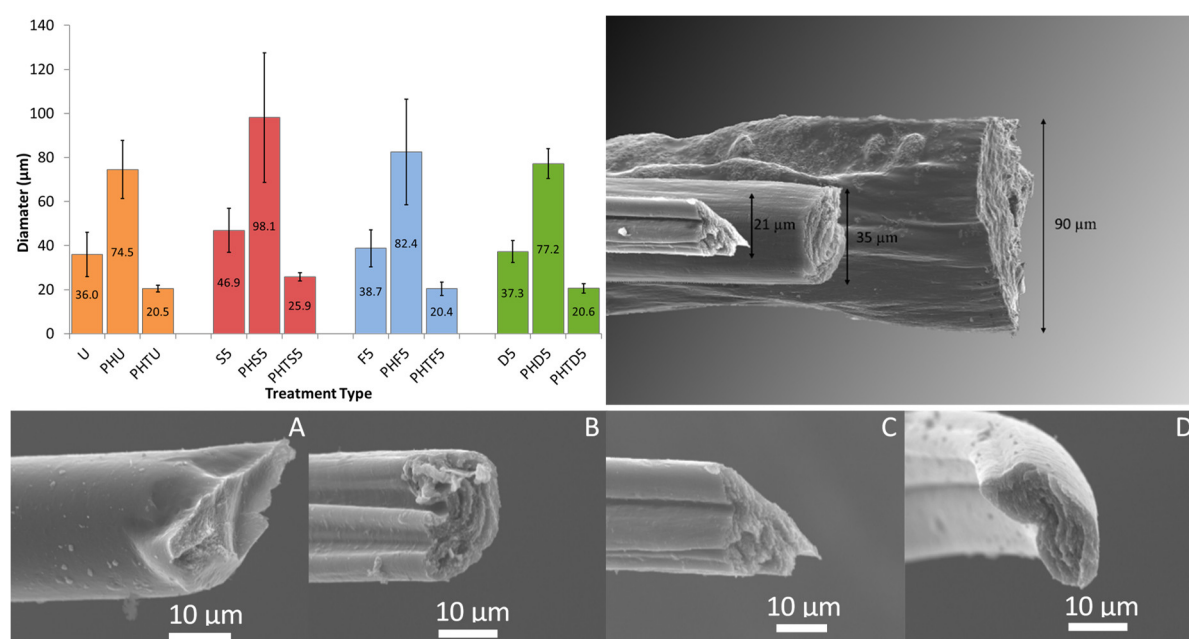 140
120
100
80
60
40
20
0
Diamater (µm)
36.0
74.5
20.5
46.9
98.1
25.9
38.7
82.4
20.4
37.3
77.2
20.6
U
PHU
PHTU
S5
PHS5
PHTS5
F5
PHF5
PHTF5
D5
PHD5
PHTD5
Treatment Type
21 µm
35 µm
90 µm
A
10 µm
B
10 µm
C
10 µm
D
10 µm